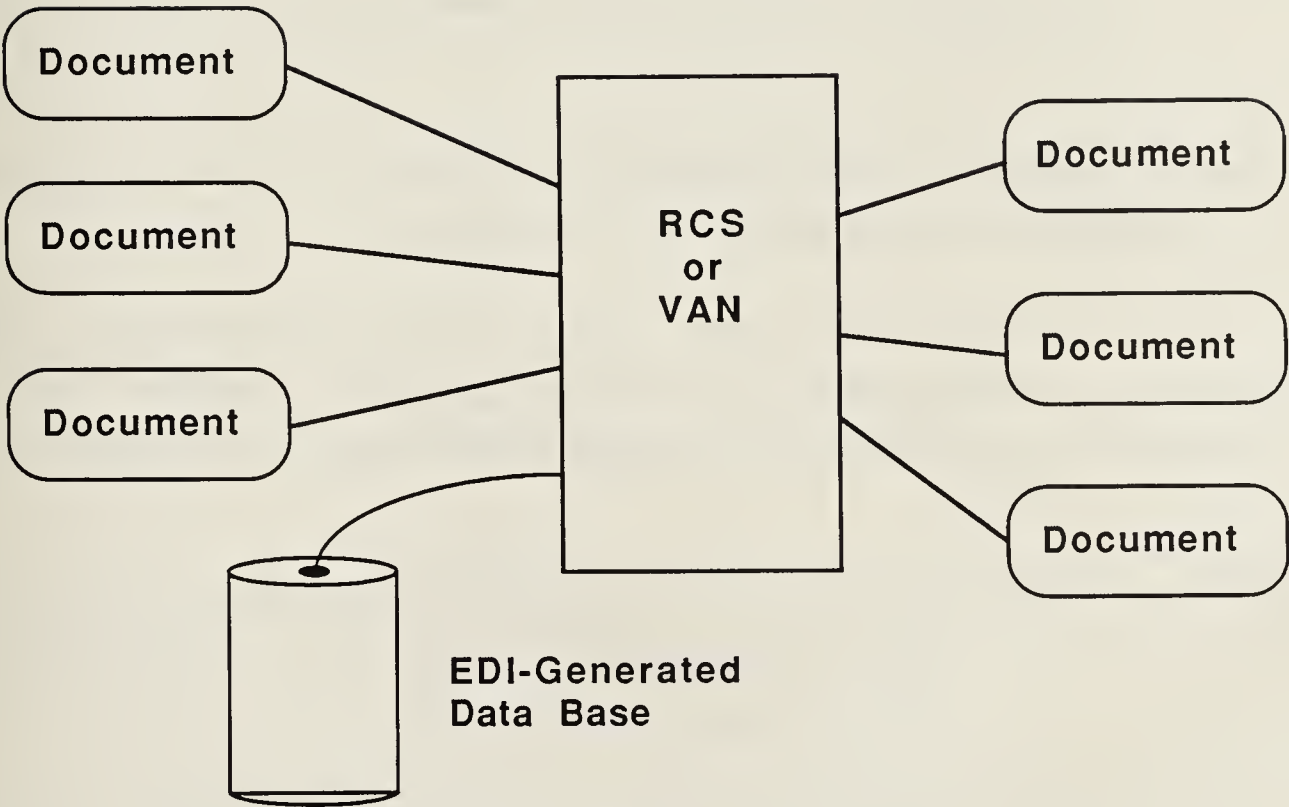 Document
Document
Document
RCS
or
VAN
Document
Document
Document
EDI-Generated
Data Base